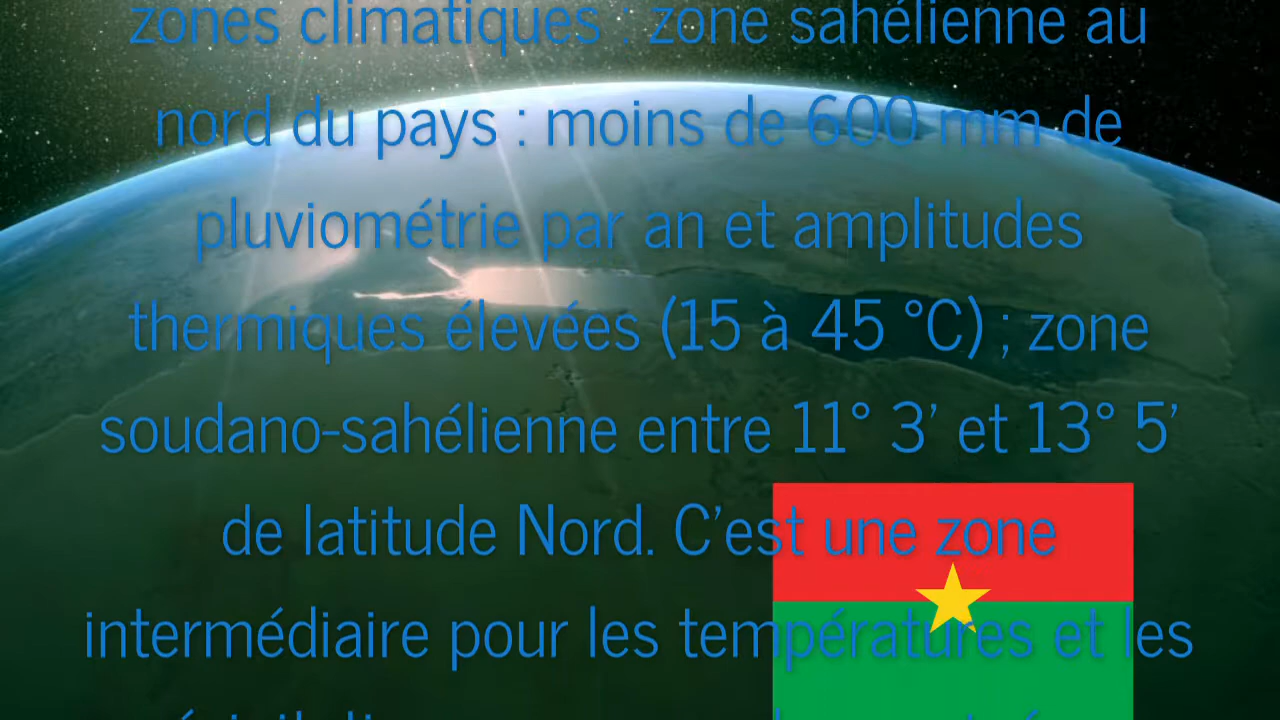 zones climatiques : zone sahélienne au
nord du pays : moins de 600 mm de
pluviométrie par an et amplitudes
thermiques élevées (15 à 45 °C) ; zone
soudano-sahélienne entre 11° 3’ et 13° 5’
de latitude Nord. C’est une zone
intermédiaire pour les températures et les